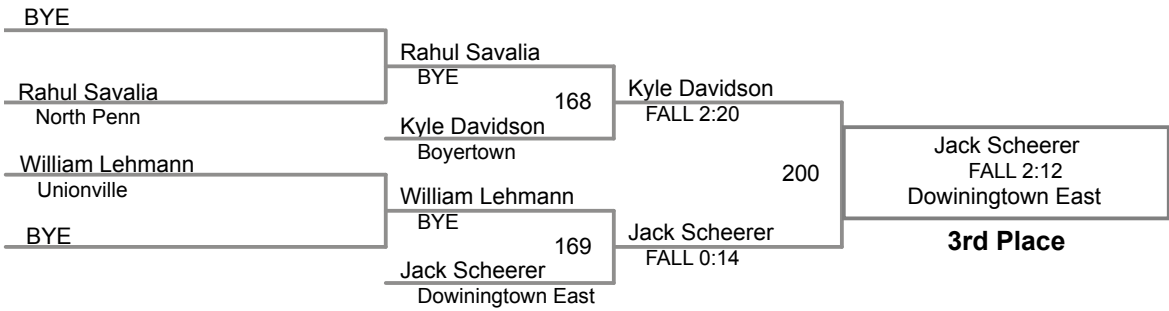 BYE
Rahul Savalia
North Penn
William Lehmann
Unionville
BYE
Rahul Savalia
BYE
168
Kyle Davidson
Boyertown
William Lehmann
BYE
169
Jack Scheerer
Dowiningtown East
Kyle Davidson
FALL 2:20
200
Jack Scheerer
FALL 0:14
Jack Scheerer
FALL 2:12
Dowiningtown East
3rd Place